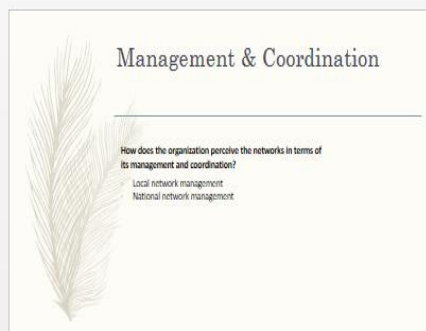 Management & Coordination
How does the organization perceive the networks in terms of
its management and coordination?
Local network management
National network management